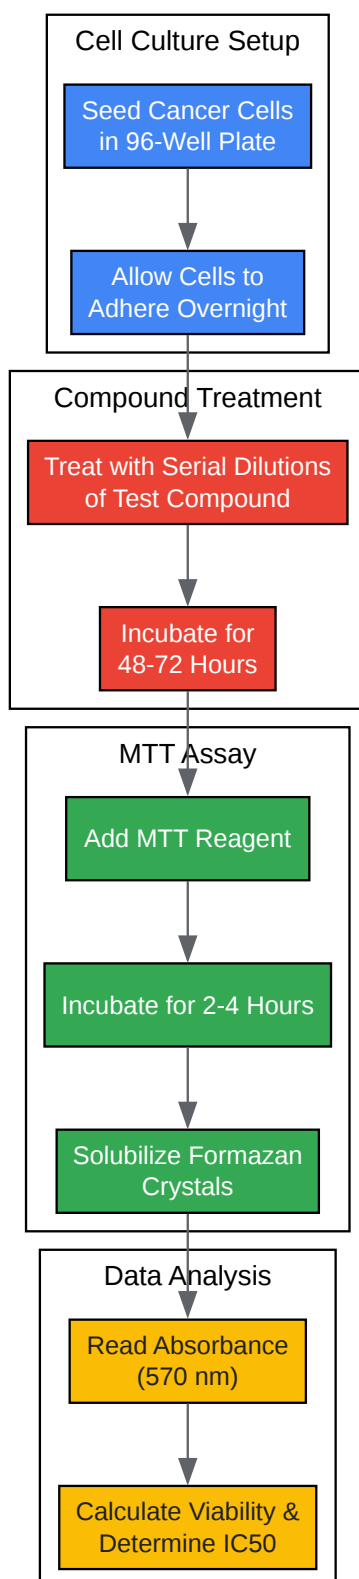 Cell Culture Setup
Seed Cancer Cells
in 96-Well Plate
Allow Cells to
Adhere Overnight
Compound Treatment
Treat with Serial Dilutions
of Test Compound
Incubate for
48-72 Hours
MTT Assay
Add MTT Reagent
Incubate for 2-4 Hours
Solubilize Formazan
Crystals
Data Analysis
Read Absorbance
(570 nm)
Calculate Viability &
Determine IC50